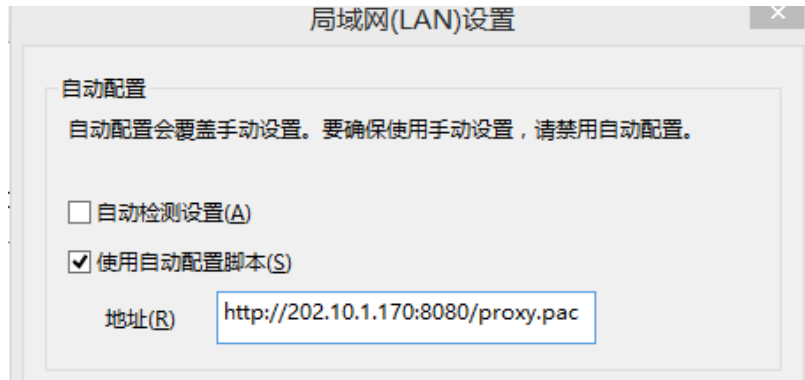 局域网(LAN)设置
自动配置
自动配置会覆盖手动设置。要确保使用手动设置，请禁用自动配置。
自动检测设置(A)
使用自动配置脚本(S)
地址(R) http://202.10.1.170:8080/proxy.pac